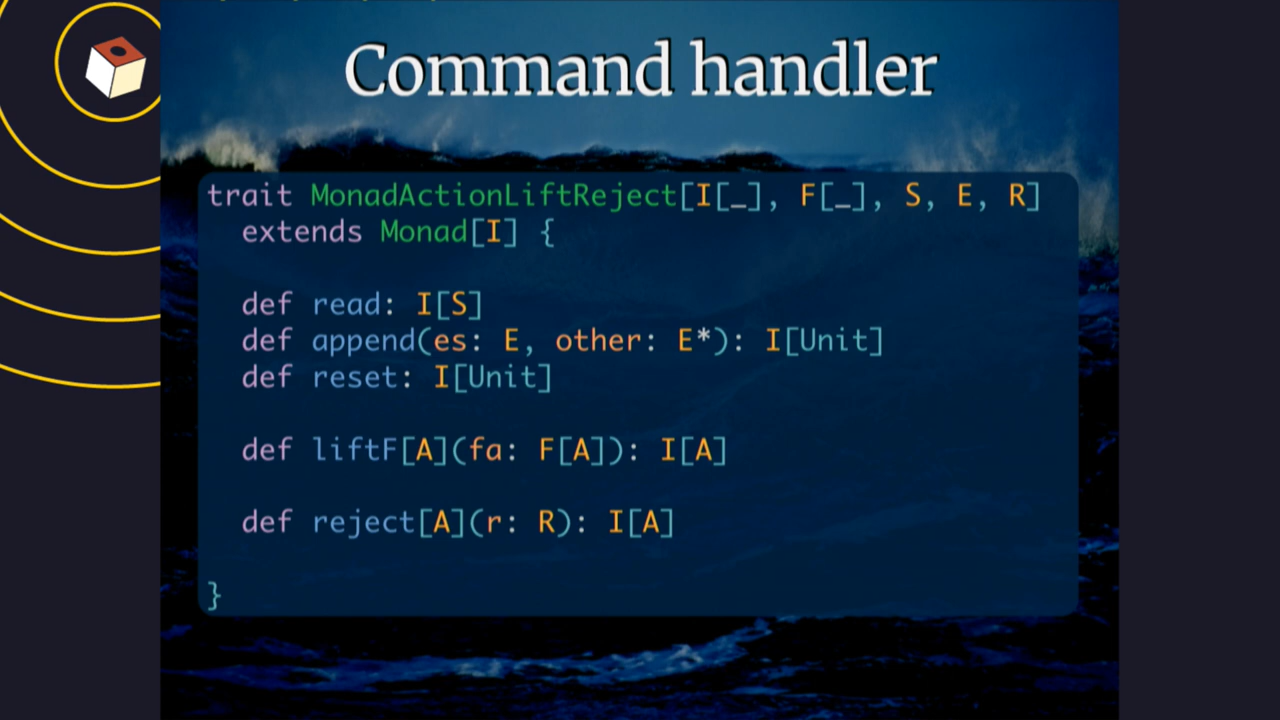 Command handler
trait MonadActionLiftReject[I[_], F[_], S, E, R]
extends Monad[I] {
def read: I[S]
def append(es: E, other: E*): I[Unit]
def reset: I[Unit]
def liftF[A](fa: F[A]): I[A]
def reject[A](r: R): I[A]
}